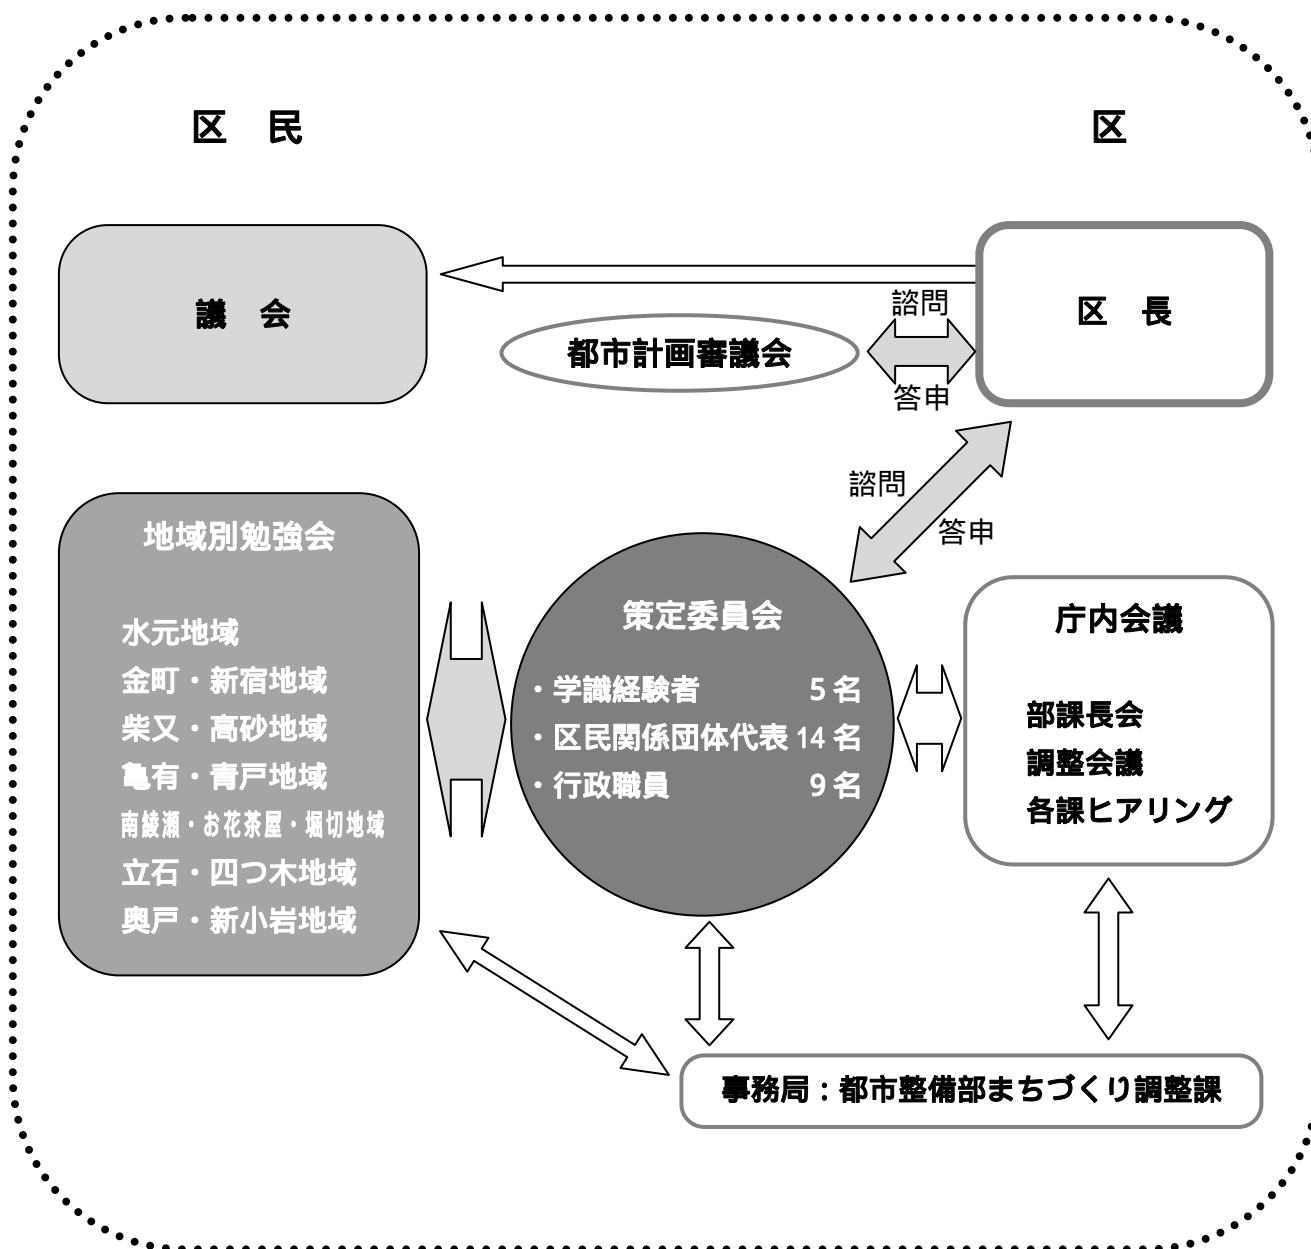 区　民
区
議　会
諮問
区　長
都市計画審議会
答申
諮問
答申
地域別勉強会
水元地域
金町・新宿地域
柴又・高砂地域
亀有・青戸地域
南綾瀬・お花茶屋・堀切地域
立石・四つ木地域
奥戸・新小岩地域
策定委員会
・学識経験者 5名
・区民関係団体代表 14名
・行政職員 9名
庁内会議
部課長会
調整会議
各課ヒアリング
事務局：都市整備部まちづくり調整課